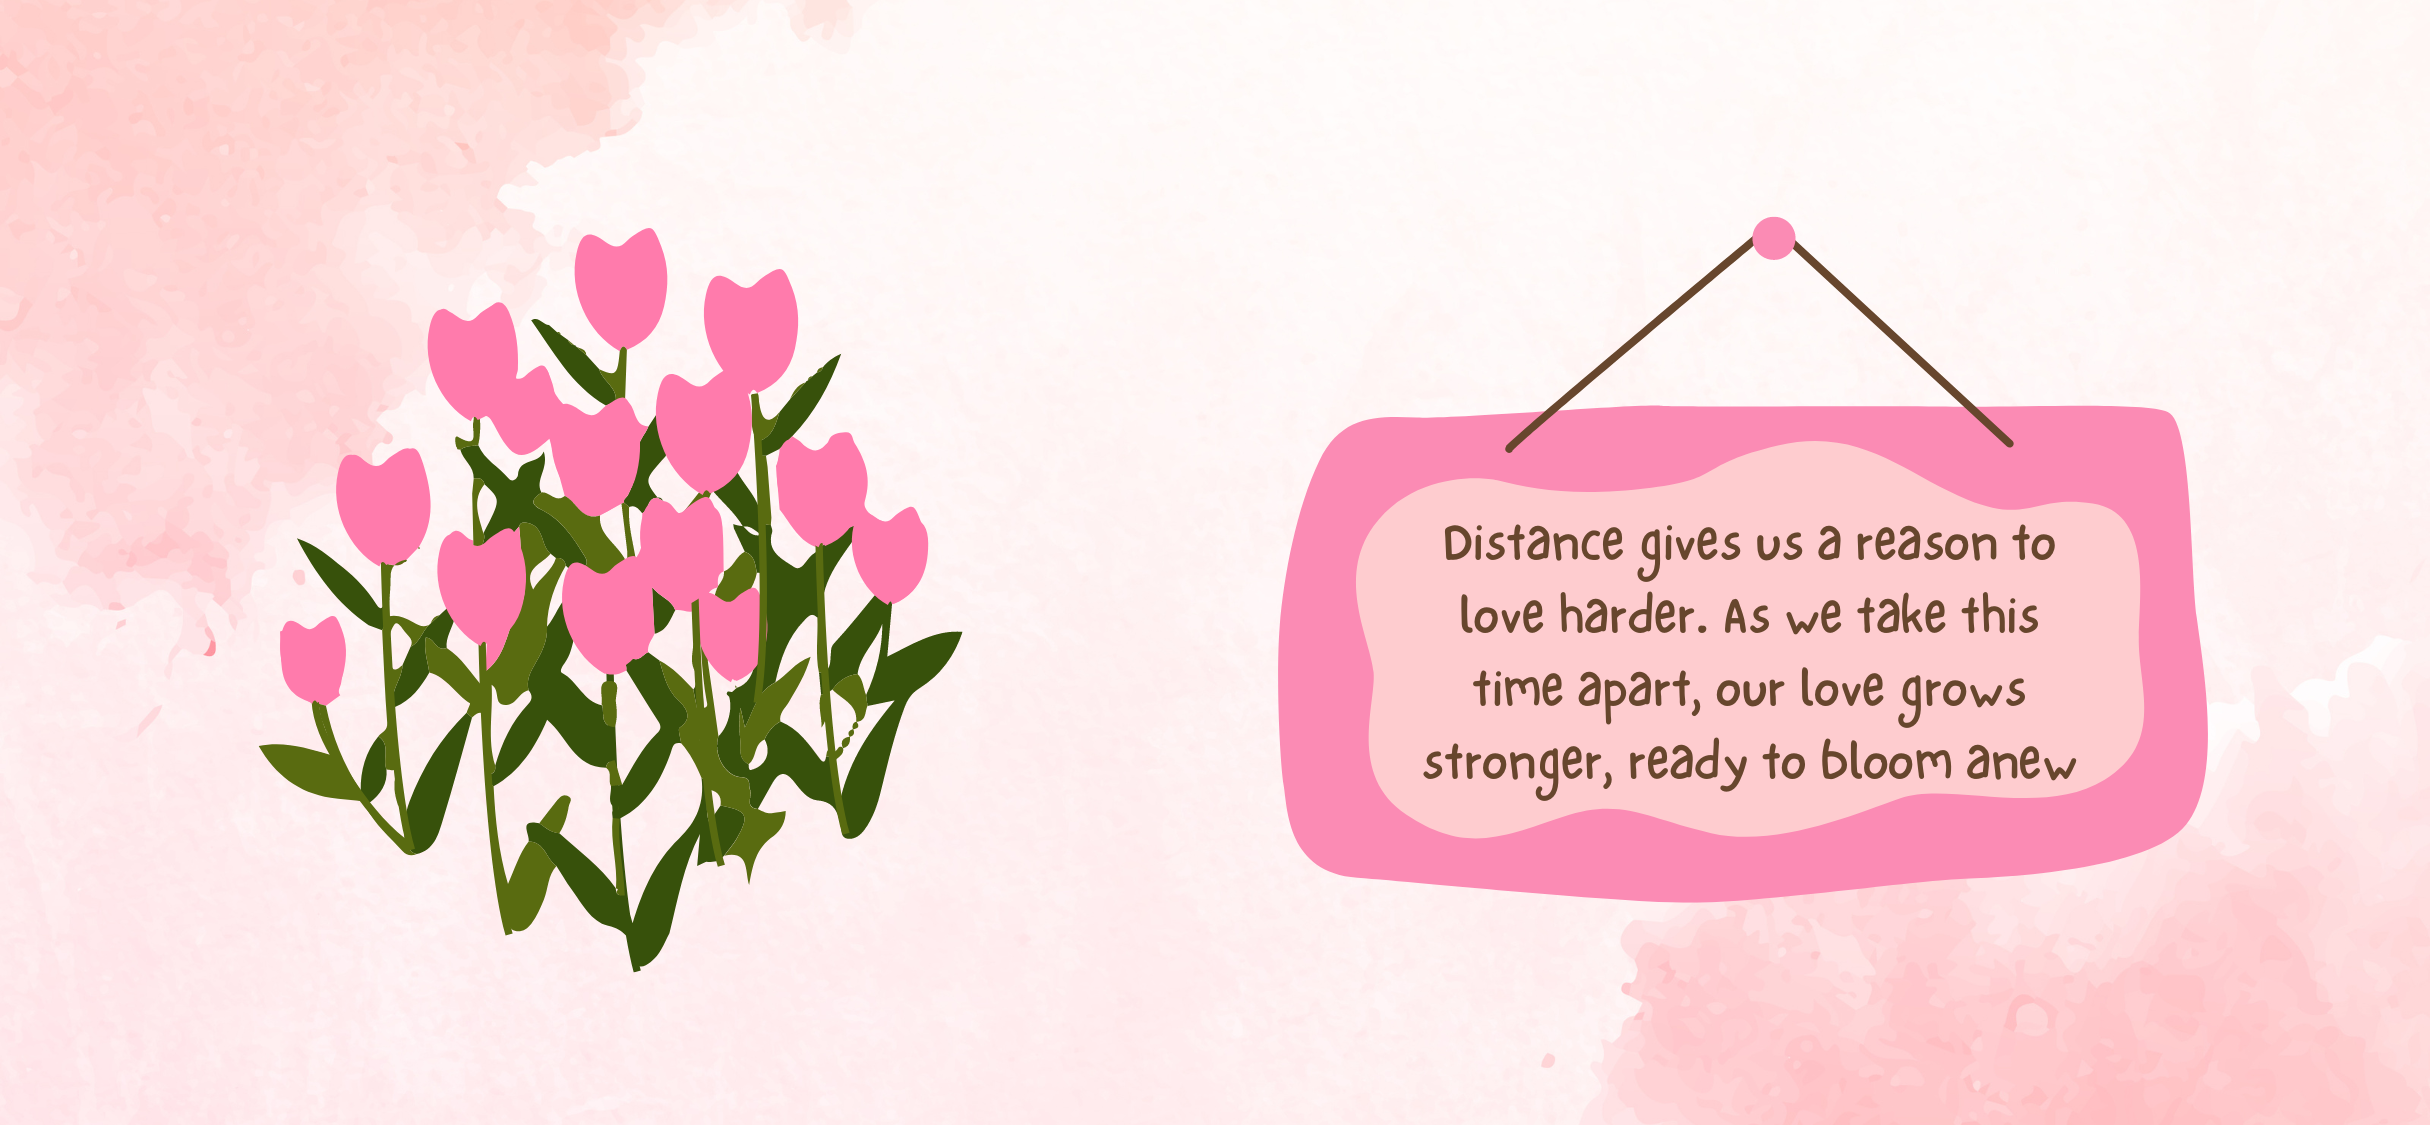 Distance gives us a reason to
love harder. As we take this
time apart, our love grows
stronger, ready to bloom anew